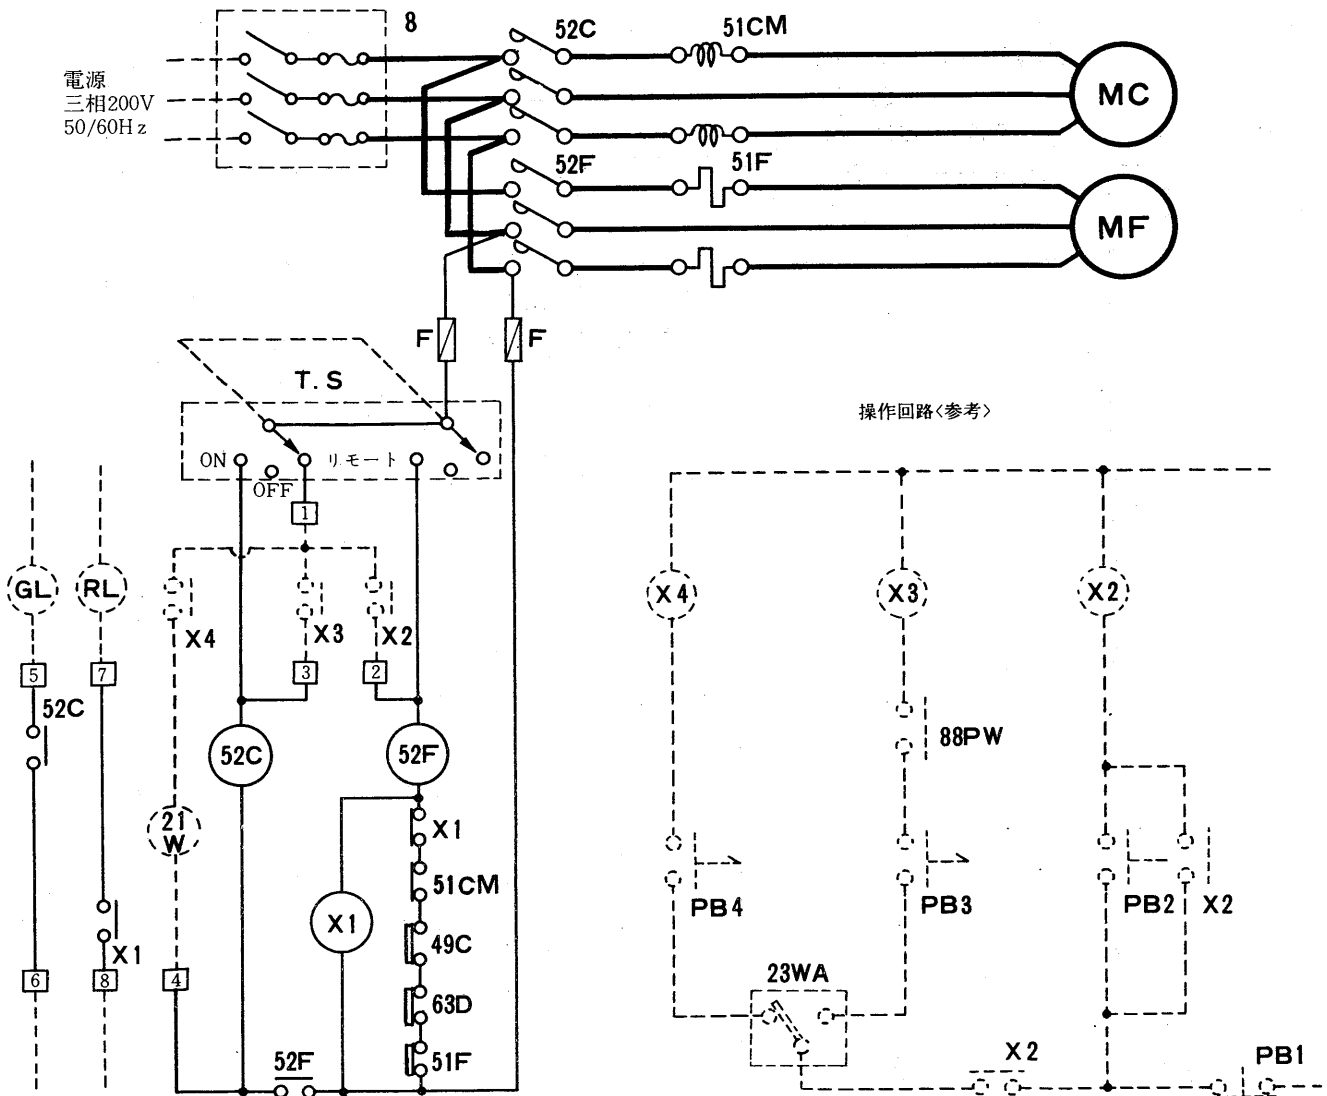 8
52C
51CM
電源
三相200V
50/60Hz
MC
52F
51F
MF
F
F
T.S
操作回路〈参考〉
ON
リモート
OFF
1
GL
RL
X4
X3
X2
5
7
3
2
52C
52C
52F
21
W
X1
51CM
X1
49C
X1
63D
6
8
4
51F
52F
X4
X3
X2
88PW
PB4
PB3
PB2
X2
23WA
X2
PB1